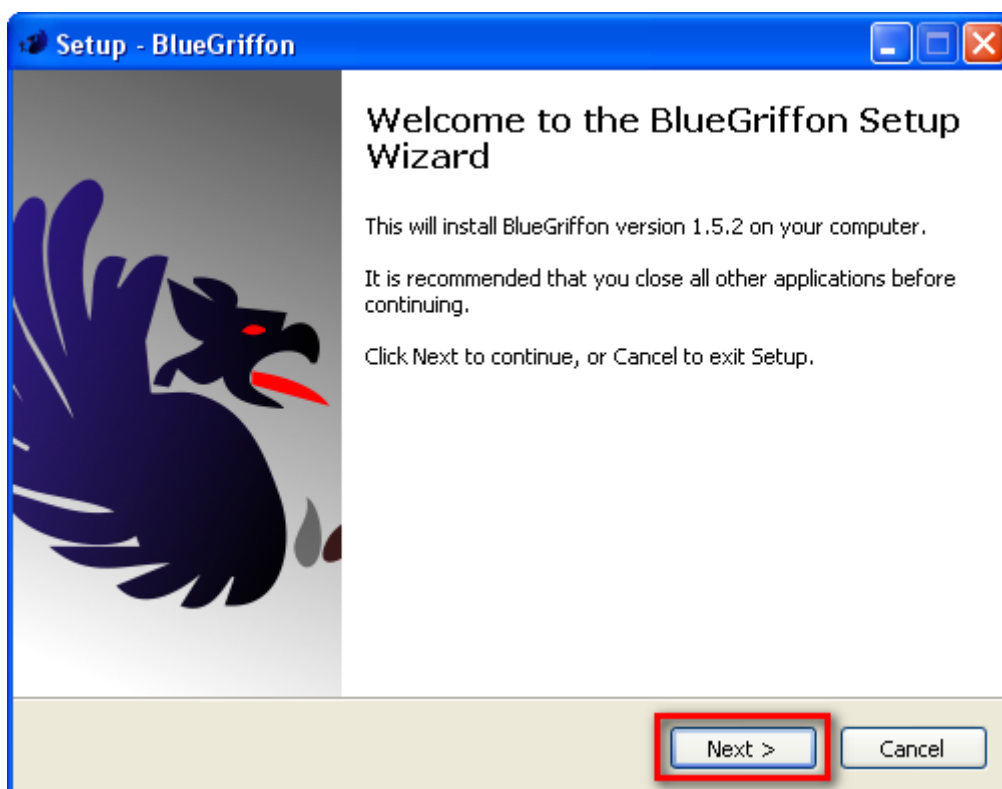 Setup - BlueGriffon
Welcome to the BlueGriffon Setup
Wizard
This will install BlueGriffon version 1.5.2 on your computer.
It is recommended that you close all other applications before
continuing.
Click Next to continue, or Cancel to exit Setup.
Next >
Cancel